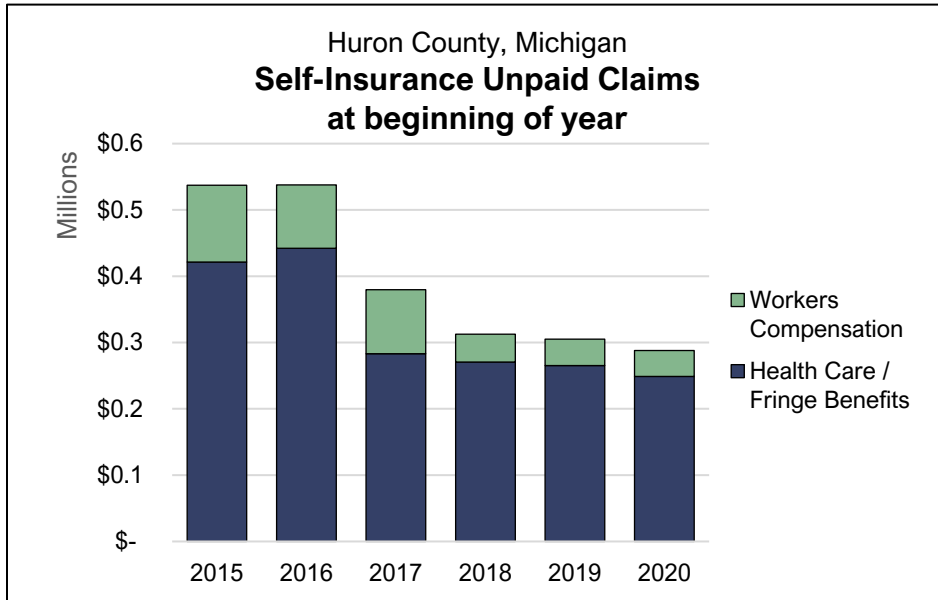 Huron County, Michigan
Self-Insurance Unpaid Claims
at beginning of year
Millions
$0.6
$0.5
$0.4
$0.3
$0.2
$0.1
$-
2015 2016 2017 2018 2019 2020
Workers
Compensation
Health Care /
Fringe Benefits